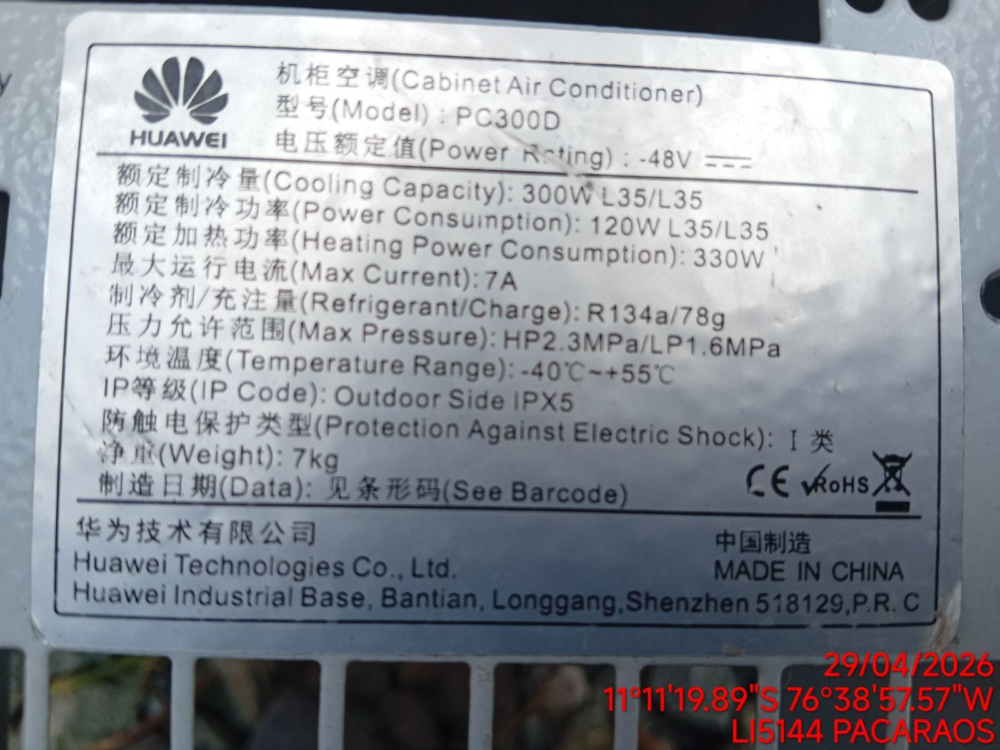 HUAWEI
机柜空调(Cabinet Air Conditioner)
型号(Model) : PC300D
电压额定值(Power Rating) : -48V
额定制冷量(Cooling Capacity): 300W L35/L35
额定制冷功率(Power Consumption): 120W L35/L35
额定加热功率(Heating Power Consumption): 330W
最大运行电流(Max Current): 7A
制冷剂/充注量(Refrigerant/Charge): R134a/78g
压力允许范围(Max Pressure): HP2.3MPa/LP1.6MPa
环境温度(Temperature Range): -40℃~+55℃
IP等级(IP Code): Outdoor Side IPX5
防触电保护类型(Protection Against Electric Shock): I 类
净重(Weight): 7kg
制造日期(Data): 见条形码(See Barcode)
CE RoHS
华为技术有限公司
Huawei Technologies Co., Ltd.
Huawei Industrial Base, Bantian, Longgang,Shenzhen 518129,P.R. C
中国制造
MADE IN CHINA
29/04/2026
11°11'19.89"S 76°38'57.57"W
LI5144 PACARAOS